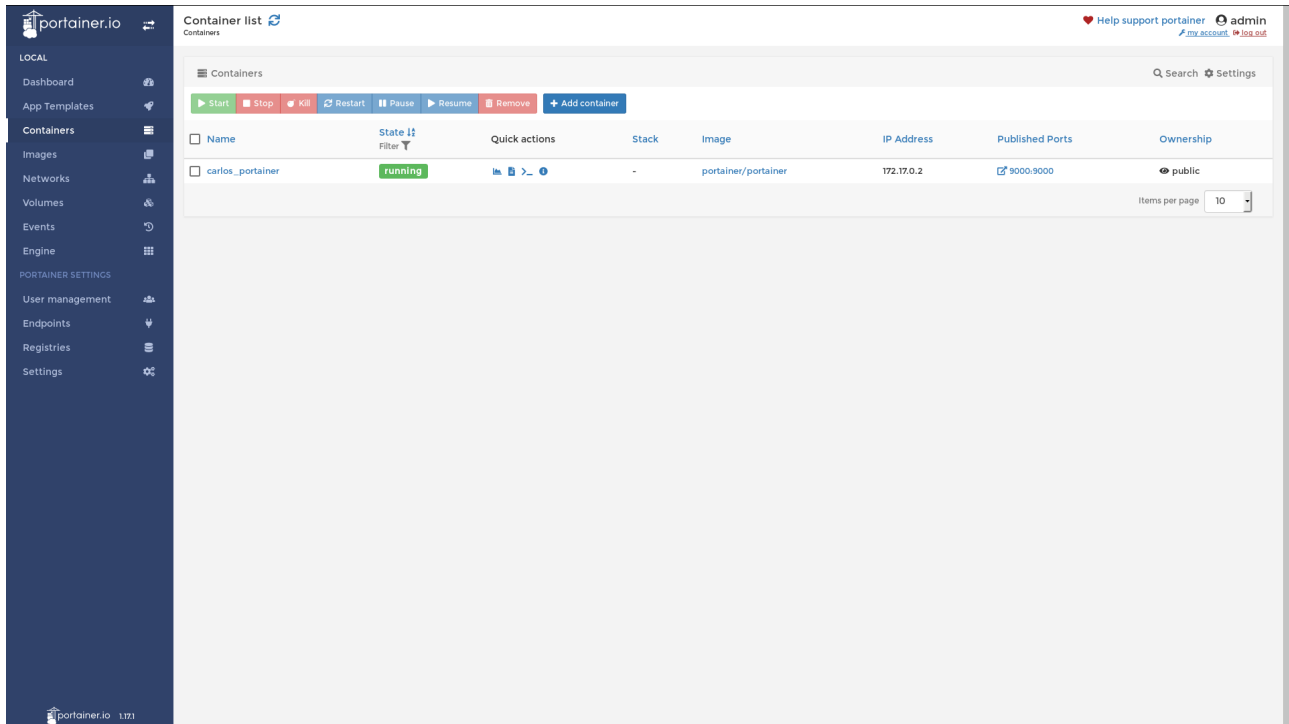 portainer.io
LOCAL
Dashboard
App Templates
Containers
Images
Networks
Volumes
Events
Engine
PORTAINER SETTINGS
User management
Endpoints
Registries
Settings
portainer.io 1.17.1
Container list
Containers
Help support portainer admin
my account log out
Containers
Search Settings
Start Stop Kill Restart Pause Resume Remove + Add container
Name State Quick actions Stack Image IP Address Published Ports Ownership
Filter
carlos_portainer running - portainer/portainer 172.17.0.2 9000:9000 public
Items per page 10